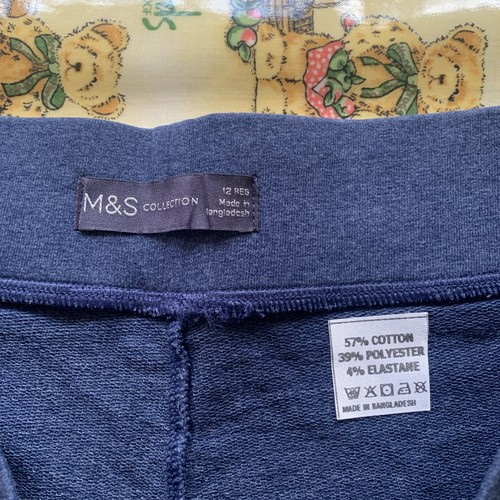 M&S COLLECTION
12 REG
Made in
Bangladesh
57% COTTON
39% POLYESTER
4% ELASTANE
MADE IN BANGLADESH